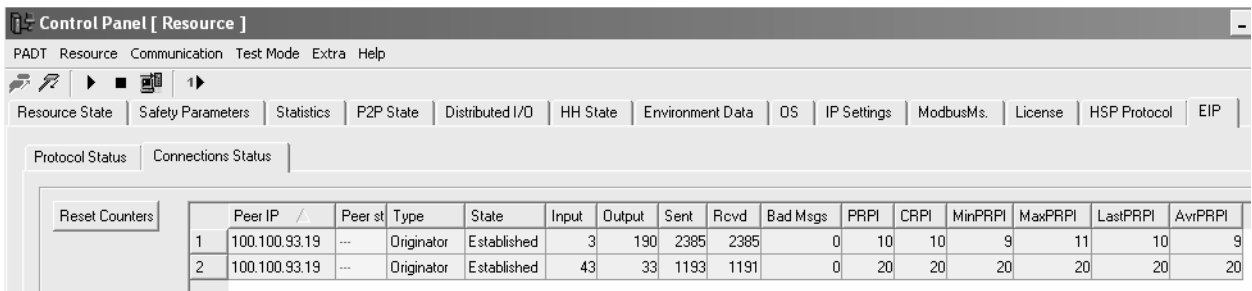 Control Panel [ Resource ]
PADT Resource Communication Test Mode Extra Help
1
Resource State Safety Parameters Statistics P2P State Distributed I/O HH State Environment Data OS IP Settings ModbusMs. License HSP Protocol EIP
Protocol Status Connections Status
Reset Counters
Peer IP Peer st Type State Input Output Sent Rcvd Bad Msgs PRPI CRPI MinPRPI MaxPRPI LastPRPI AvrPRPI
1 100.100.93.19 --- Originator Established 3 190 2385 2385 0 10 10 9 11 10 9
2 100.100.93.19 --- Originator Established 43 33 1193 1191 0 20 20 20 20 20 20